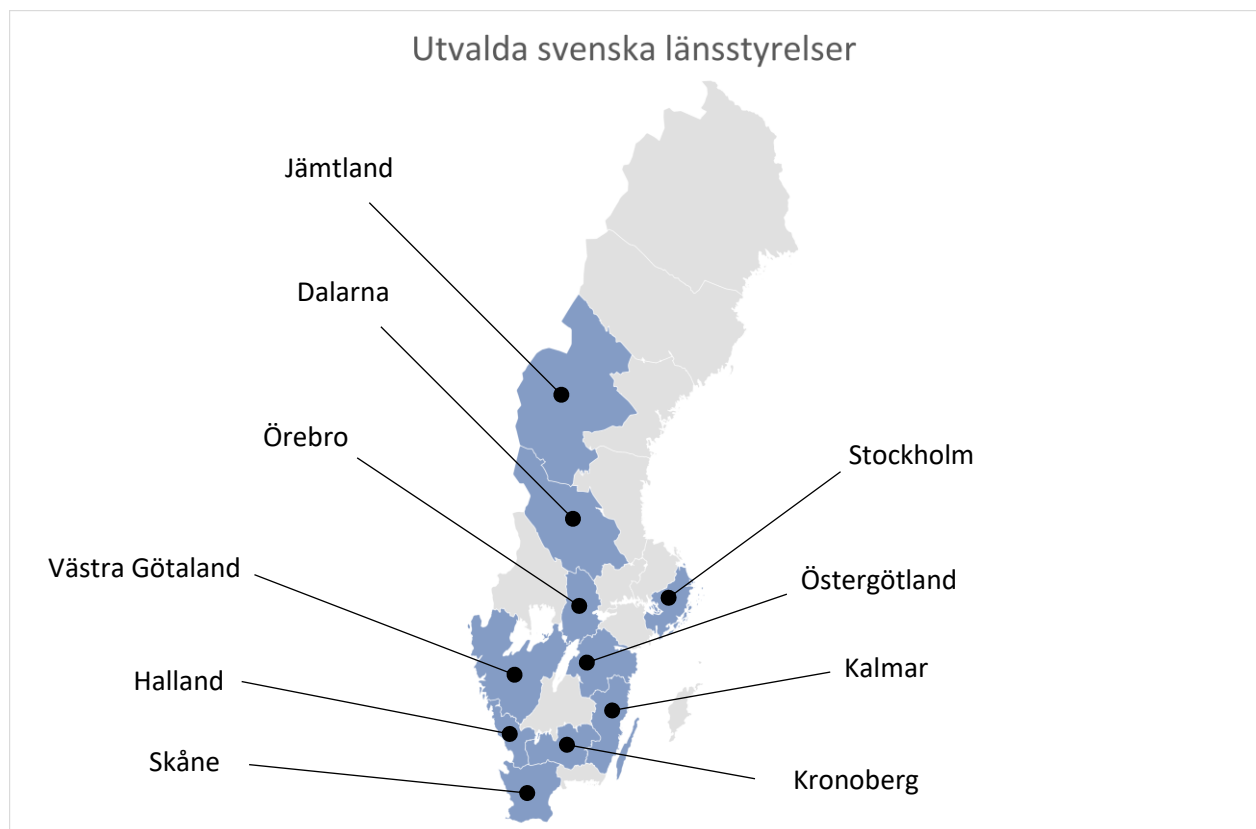 Utvalda svenska länsstyrelser
Jämtland
Dalarna
Örebro
Stockholm
Västra Götaland
Östergötland
Halland
Kalmar
Skåne
Kronoberg